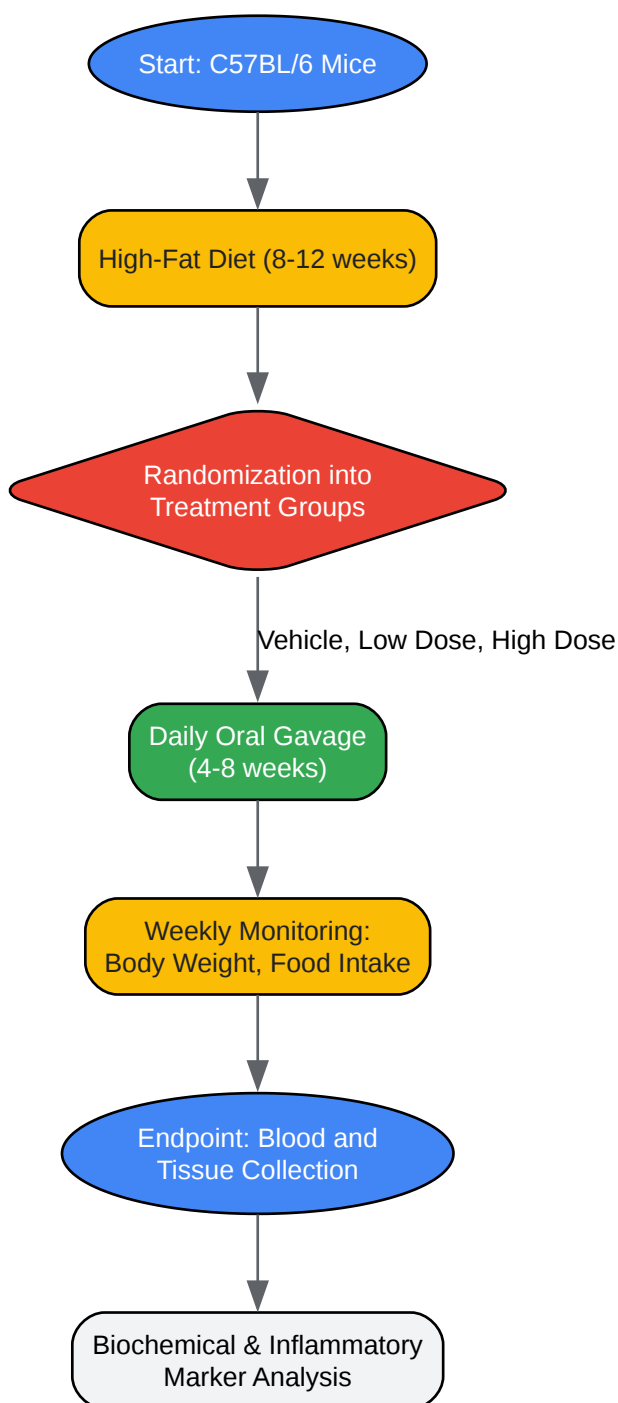 Start: C57BL/6 Mice
High-Fat Diet (8-12 weeks)
Randomization into
Treatment Groups
Vehicle, Low Dose, High Dose
Daily Oral Gavage
(4-8 weeks)
Weekly Monitoring:
Body Weight, Food Intake
Endpoint: Blood and
Tissue Collection
Biochemical & Inflammatory
Marker Analysis